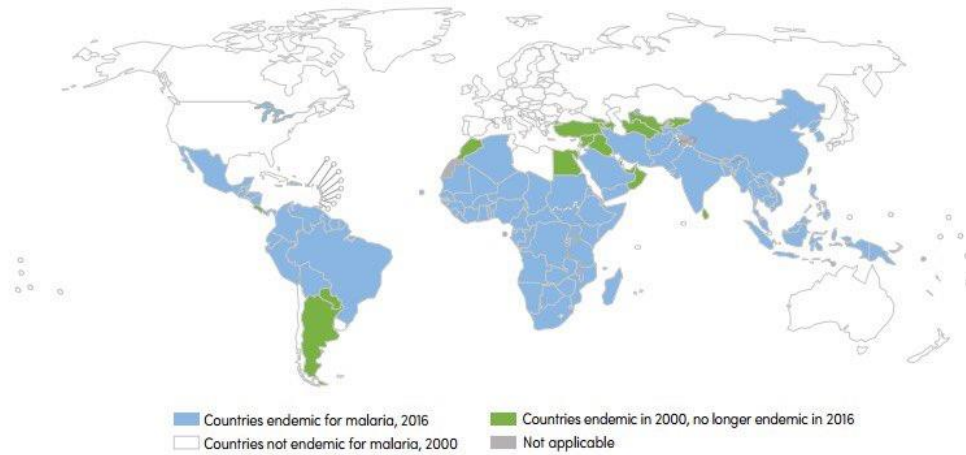 Countries endemic for malaria, 2016
Countries endemic in 2000, no longer endemic in 2016
Countries not endemic for malaria, 2000
Not applicable